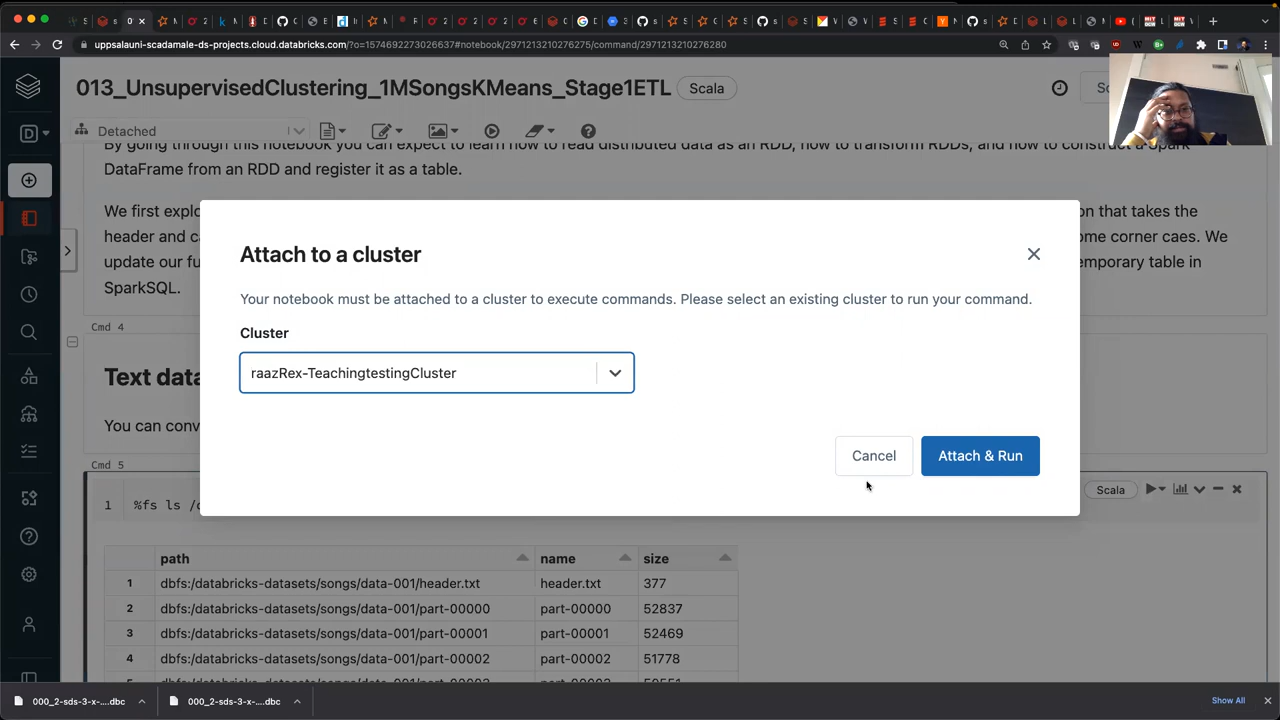 uppsalauni-scadamale-ds-projects.cloud.databricks.com/?o=1574692273026637#notebook/2971213210276275/command/2971213210276280
013_UnsupervisedClustering_1MSongsKMeans_Stage1ETL
Scala
Sc
Detached
By going through this notebook you can expect to learn how to read distributed data as an RDD, how to transform RDDs, and how to construct a Spark
DataFrame from an RDD and register it as a table.
We first explo
on that takes the
header and ca
ome corner caes. We
update our fu
emporary table in
SparkSQL.
Cmd 4
Text data
You can conv
Cmd 5
Attach to a cluster
Your notebook must be attached to a cluster to execute commands. Please select an existing cluster to run your command.
Cluster
raazRex-TeachingtestingCluster
Cancel
Attach & Run
1 %fs ls /d
Scala
path name size
1 dbfs:/databricks-datasets/songs/data-001/header.txt header.txt 377
2 dbfs:/databricks-datasets/songs/data-001/part-00000 part-00000 52837
3 dbfs:/databricks-datasets/songs/data-001/part-00001 part-00001 52469
4 dbfs:/databricks-datasets/songs/data-001/part-00002 part-00002 51778
000_2-sds-3-x-....dbc
000_2-sds-3-x-....dbc
Show All